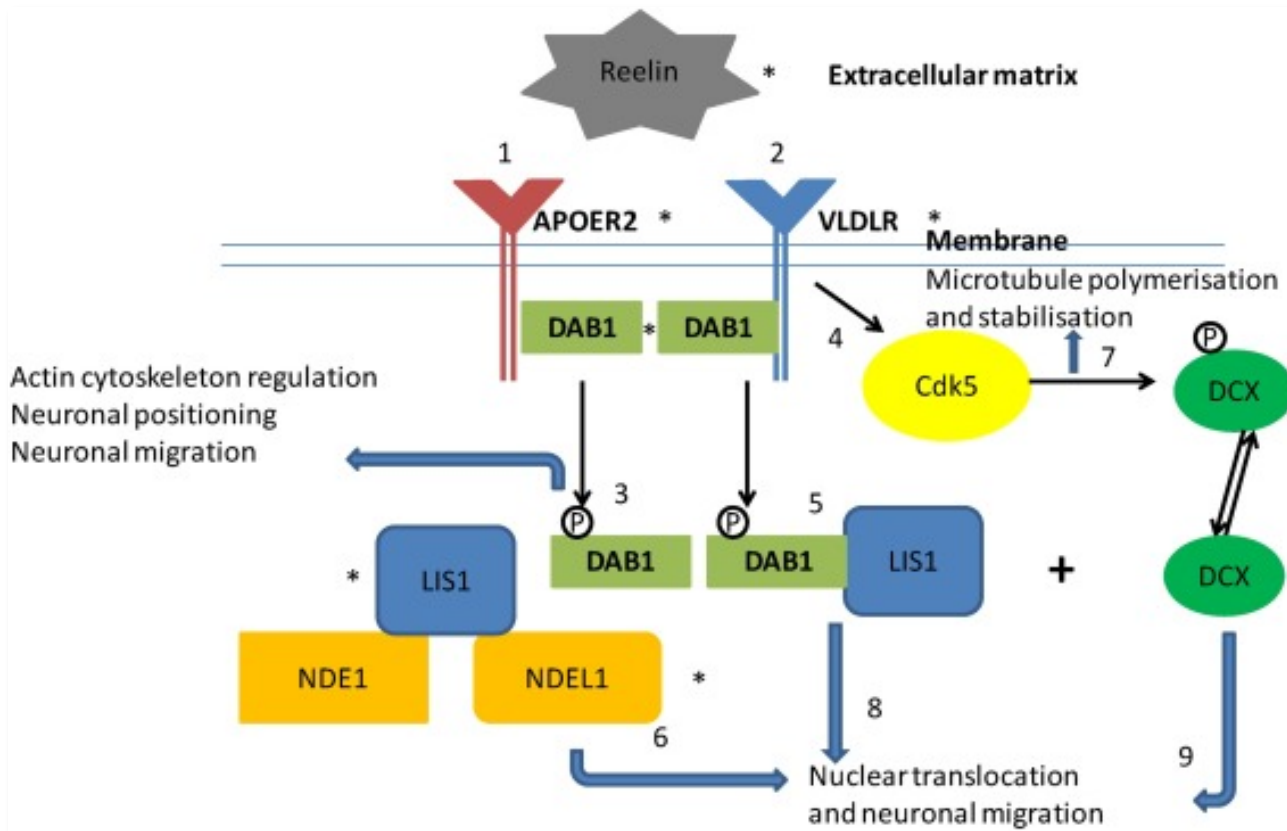 Reelin * Extracellular matrix
1 2
APOER2 * VLDLR *
Membrane
Microtubule polymerisation
and stabilisation
DAB1 * DAB1
4
7
P
Cdk5
DCX
Actin cytoskeleton regulation
Neuronal positioning
Neuronal migration
3
5
P
P
DAB1
DAB1
LIS1
+
DCX
*
LIS1
NDE1
NDEL1
*
6
8
9
Nuclear translocation
and neuronal migration